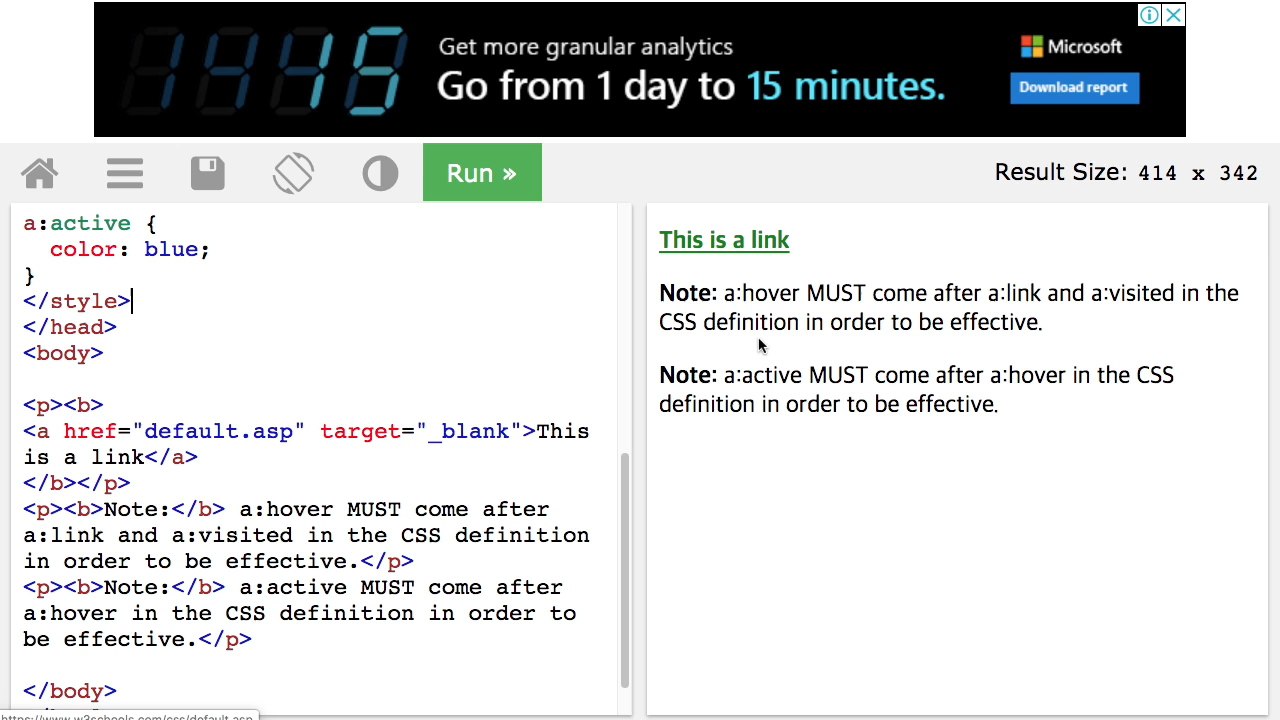 Get more granular analytics
Go from 1 day to 15 minutes.
Microsoft
Download report
Run »
Result Size: 414 x 342
a:active {
color: blue;
}
</style>
</head>
<body>
<p><b>
<a href="default.asp" target="_blank">This
is a link</a>
</b></p>
<p><b>Note:</b> a:hover MUST come after
a:link and a:visited in the CSS definition
in order to be effective.</p>
<p><b>Note:</b> a:active MUST come after
a:hover in the CSS definition in order to
be effective.</p>
</body>
This is a link
Note: a:hover MUST come after a:link and a:visited in the
CSS definition in order to be effective.
Note: a:active MUST come after a:hover in the CSS
definition in order to be effective.
https://www.w3schools.com/css/default.asp